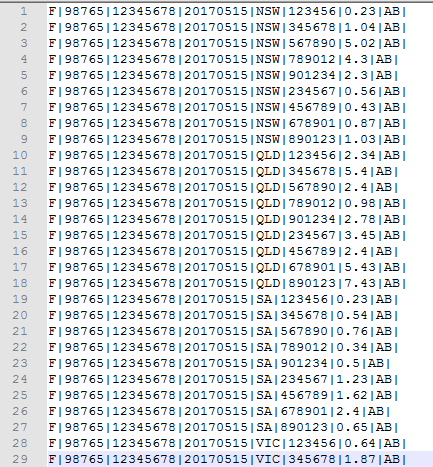 1 F|98765|12345678|20170515|NSW|123456|0.23|AB|
2 F|98765|12345678|20170515|NSW|345678|1.04|AB|
3 F|98765|12345678|20170515|NSW|567890|5.02|AB|
4 F|98765|12345678|20170515|NSW|789012|4.3|AB|
5 F|98765|12345678|20170515|NSW|901234|2.3|AB|
6 F|98765|12345678|20170515|NSW|234567|0.56|AB|
7 F|98765|12345678|20170515|NSW|456789|0.43|AB|
8 F|98765|12345678|20170515|NSW|678901|0.87|AB|
9 F|98765|12345678|20170515|NSW|890123|1.03|AB|
10 F|98765|12345678|20170515|QLD|123456|2.34|AB|
11 F|98765|12345678|20170515|QLD|345678|5.4|AB|
12 F|98765|12345678|20170515|QLD|567890|2.4|AB|
13 F|98765|12345678|20170515|QLD|789012|0.98|AB|
14 F|98765|12345678|20170515|QLD|901234|2.78|AB|
15 F|98765|12345678|20170515|QLD|234567|3.45|AB|
16 F|98765|12345678|20170515|QLD|456789|2.4|AB|
17 F|98765|12345678|20170515|QLD|678901|5.43|AB|
18 F|98765|12345678|20170515|QLD|890123|7.43|AB|
19 F|98765|12345678|20170515|SA|123456|0.23|AB|
20 F|98765|12345678|20170515|SA|345678|0.54|AB|
21 F|98765|12345678|20170515|SA|567890|0.76|AB|
22 F|98765|12345678|20170515|SA|789012|0.34|AB|
23 F|98765|12345678|20170515|SA|901234|0.5|AB|
24 F|98765|12345678|20170515|SA|234567|1.23|AB|
25 F|98765|12345678|20170515|SA|456789|1.62|AB|
26 F|98765|12345678|20170515|SA|678901|2.4|AB|
27 F|98765|12345678|20170515|SA|890123|0.65|AB|
28 F|98765|12345678|20170515|VIC|123456|0.64|AB|
29 F|98765|12345678|20170515|VIC|345678|1.87|AB|